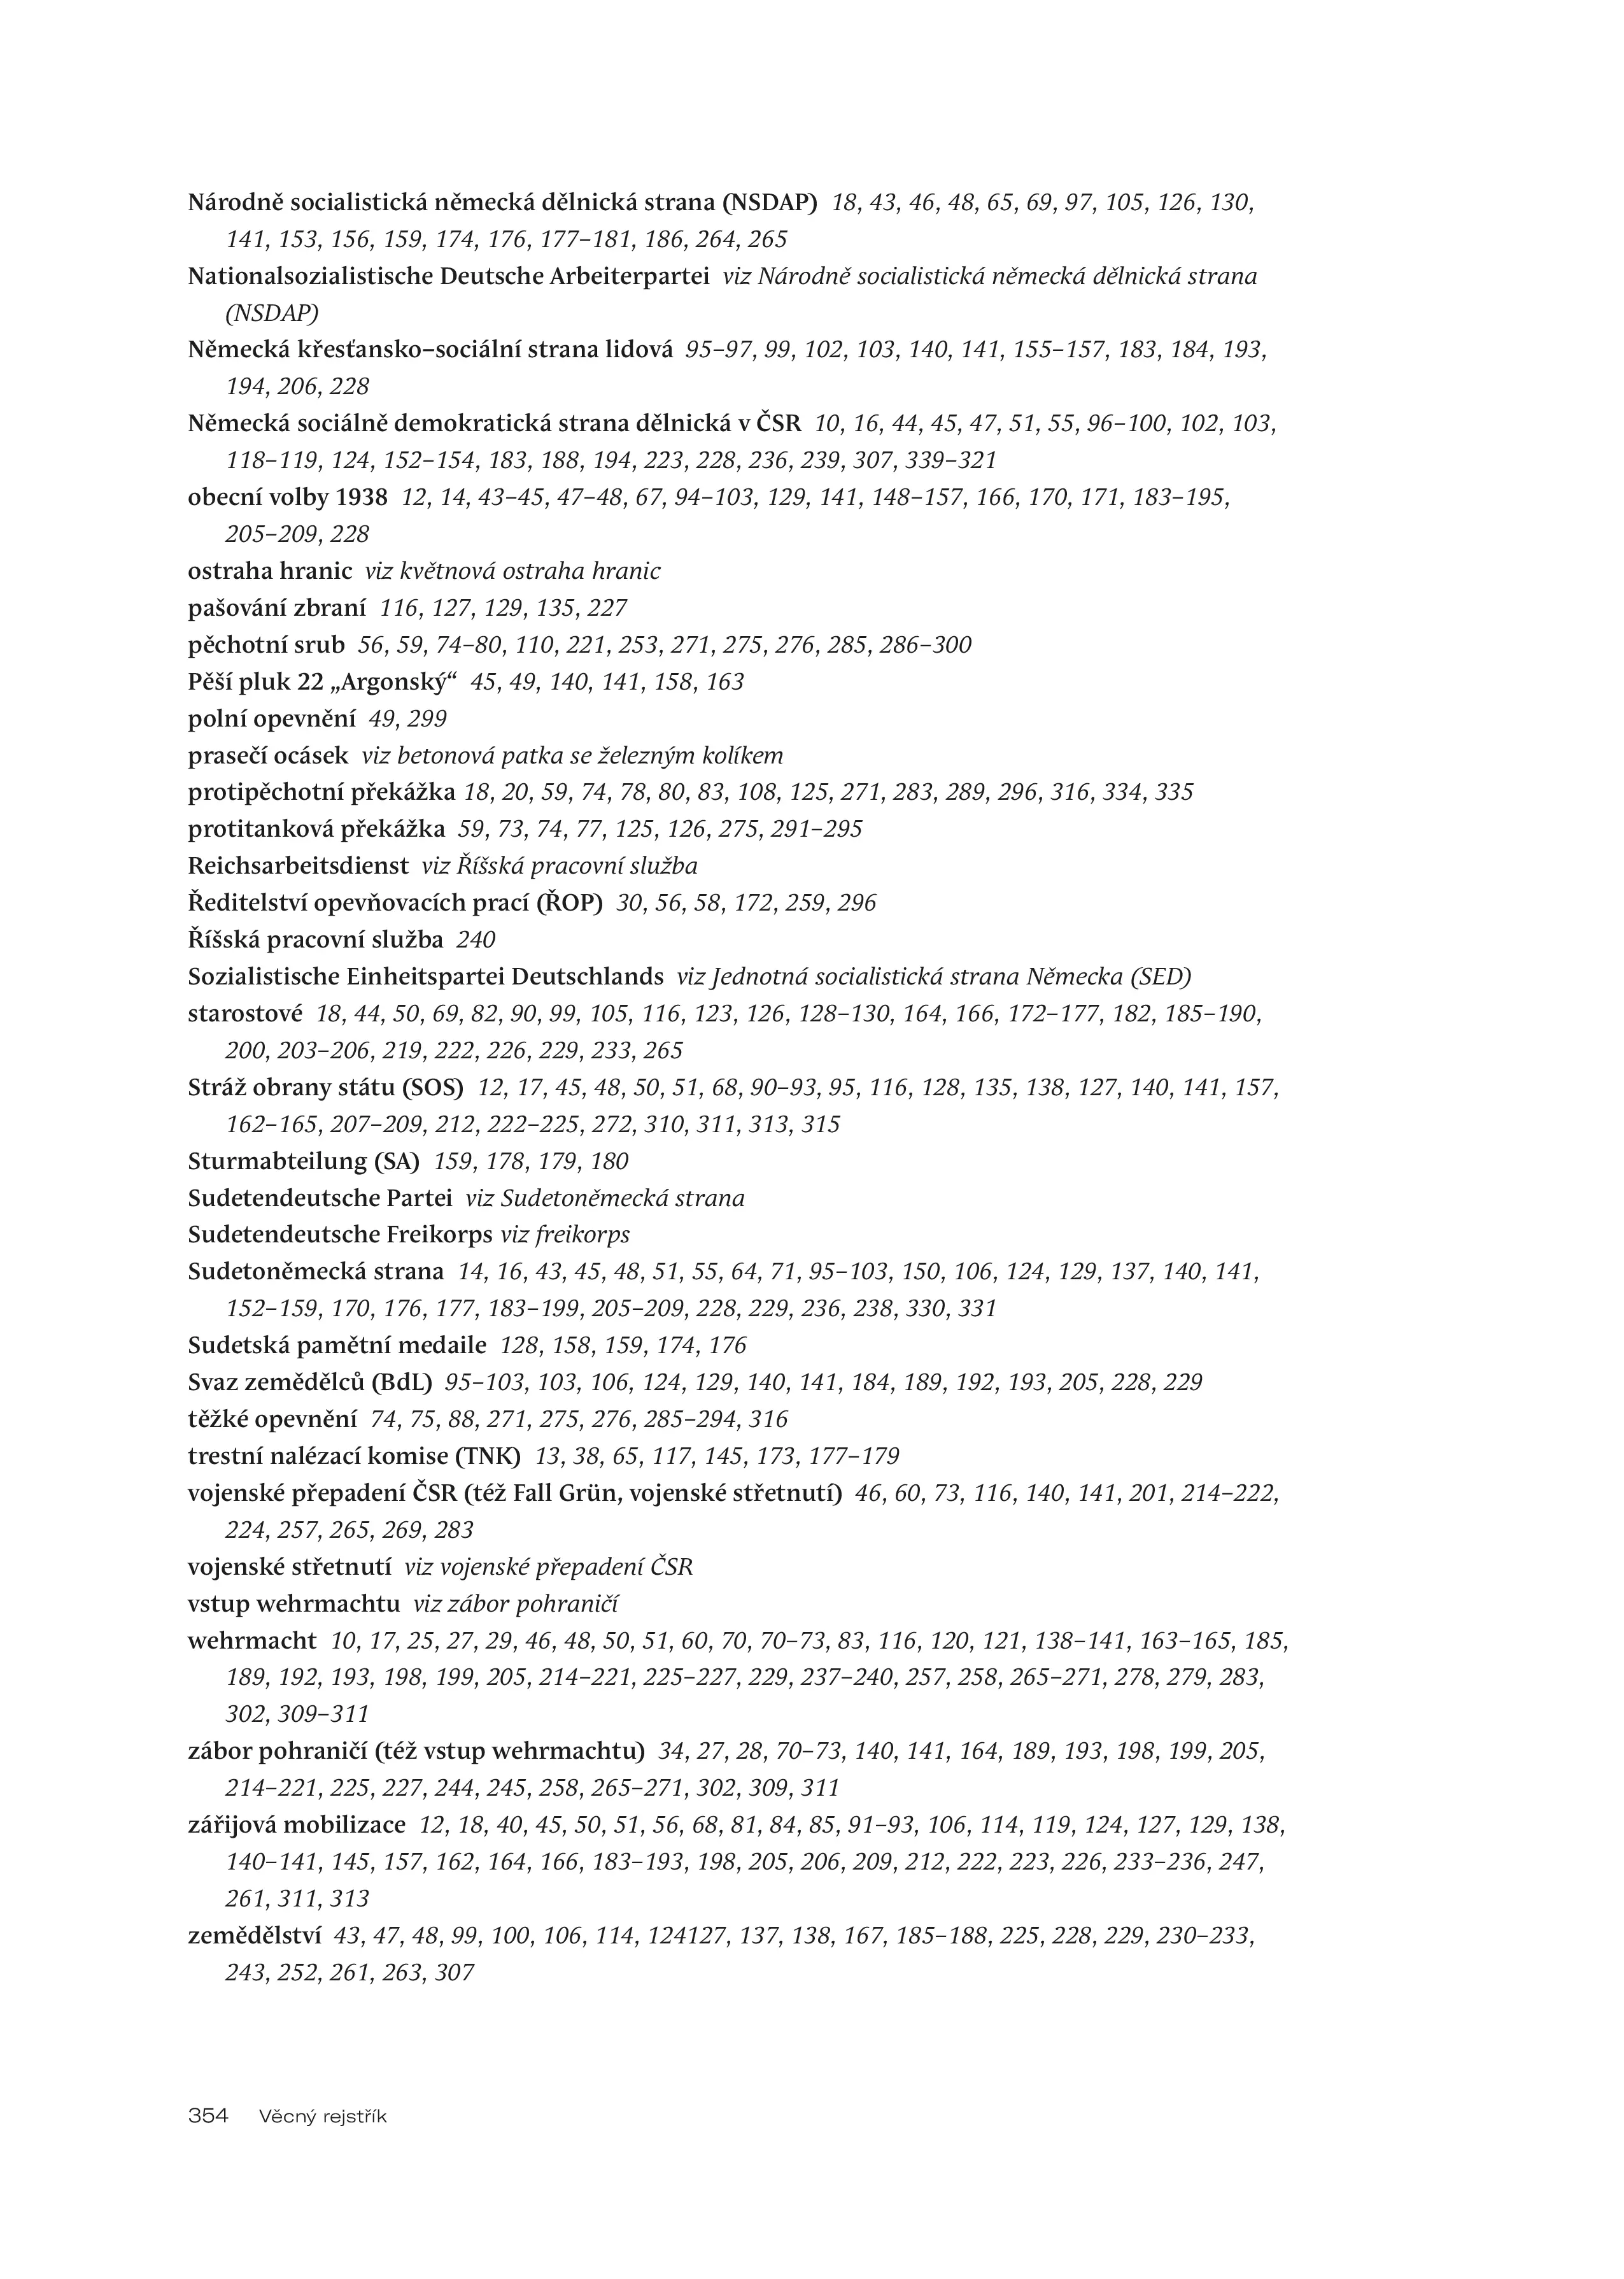 Národně socialistická německá dělnická strana (NSDAP) 18, 43, 46, 48, 65, 69, 97, 105, 126, 130,
141, 153, 156, 159, 174, 176, 177–181, 186, 264, 265
Nationalsozialistische Deutsche Arbeiterpartei viz Národně socialistická německá dělnická strana
(NSDAP)
Německá křesťansko–sociální strana lidová 95–97, 99, 102, 103, 140, 141, 155–157, 183, 184, 193,
194, 206, 228
Německá sociálně demokratická strana dělnická v ČSR 10, 16, 44, 45, 47, 51, 55, 96–100, 102, 103,
118–119, 124, 152–154, 183, 188, 194, 223, 228, 236, 239, 307, 339–321
obecní volby 1938 12, 14, 43–45, 47–48, 67, 94–103, 129, 141, 148–157, 166, 170, 171, 183–195,
205–209, 228
ostraha hranic viz květnová ostraha hranic
pašování zbraní 116, 127, 129, 135, 227
pěchotní srub 56, 59, 74–80, 110, 221, 253, 271, 275, 276, 285, 286–300
Pěší pluk 22 „Argonský“ 45, 49, 140, 141, 158, 163
polní opevnění 49, 299
prasečí ocásek viz betonová patka se železným kolíkem
protipěchotní překážka 18, 20, 59, 74, 78, 80, 83, 108, 125, 271, 283, 289, 296, 316, 334, 335
protitanková překážka 59, 73, 74, 77, 125, 126, 275, 291–295
Reichsarbeitsdienst viz Říšská pracovní služba
Ředitelství opevňovacích prací (ŘOP) 30, 56, 58, 172, 259, 296
Říšská pracovní služba 240
Sozialistische Einheitspartei Deutschlands viz Jednotná socialistická strana Německa (SED)
starostové 18, 44, 50, 69, 82, 90, 99, 105, 116, 123, 126, 128–130, 164, 166, 172–177, 182, 185–190,
200, 203–206, 219, 222, 226, 229, 233, 265
Stráž obrany státu (SOS) 12, 17, 45, 48, 50, 51, 68, 90–93, 95, 116, 128, 135, 138, 127, 140, 141, 157,
162–165, 207–209, 212, 222–225, 272, 310, 311, 313, 315
Sturmabteilung (SA) 159, 178, 179, 180
Sudetendeutsche Partei viz Sudetoněmecká strana
Sudetendeutsche Freikorps viz freikorps
Sudetoněmecká strana 14, 16, 43, 45, 48, 51, 55, 64, 71, 95–103, 150, 106, 124, 129, 137, 140, 141,
152–159, 170, 176, 177, 183–199, 205–209, 228, 229, 236, 238, 330, 331
Sudetská pamětní medaile 128, 158, 159, 174, 176
Svaz zemědělců (BdL) 95–103, 103, 106, 124, 129, 140, 141, 184, 189, 192, 193, 205, 228, 229
těžké opevnění 74, 75, 88, 271, 275, 276, 285–294, 316
trestní nalézací komise (TNK) 13, 38, 65, 117, 145, 173, 177–179
vojenské přepadení ČSR (též Fall Grün, vojenské střetnutí) 46, 60, 73, 116, 140, 141, 201, 214–222,
224, 257, 265, 269, 283
vojenské střetnutí viz vojenské přepadení ČSR
vstup wehrmachtu viz zábor pohraničí
wehrmacht 10, 17, 25, 27, 29, 46, 48, 50, 51, 60, 70, 70–73, 83, 116, 120, 121, 138–141, 163–165, 185,
189, 192, 193, 198, 199, 205, 214–221, 225–227, 229, 237–240, 257, 258, 265–271, 278, 279, 283,
302, 309–311
zábor pohraničí (též vstup wehrmachtu) 34, 27, 28, 70–73, 140, 141, 164, 189, 193, 198, 199, 205,
214–221, 225, 227, 244, 245, 258, 265–271, 302, 309, 311
zářijová mobilizace 12, 18, 40, 45, 50, 51, 56, 68, 81, 84, 85, 91–93, 106, 114, 119, 124, 127, 129, 138,
140–141, 145, 157, 162, 164, 166, 183–193, 198, 205, 206, 209, 212, 222, 223, 226, 233–236, 247,
261, 311, 313
zemědělství 43, 47, 48, 99, 100, 106, 114, 124127, 137, 138, 167, 185–188, 225, 228, 229, 230–233,
243, 252, 261, 263, 307
354 Věcný rejstřík